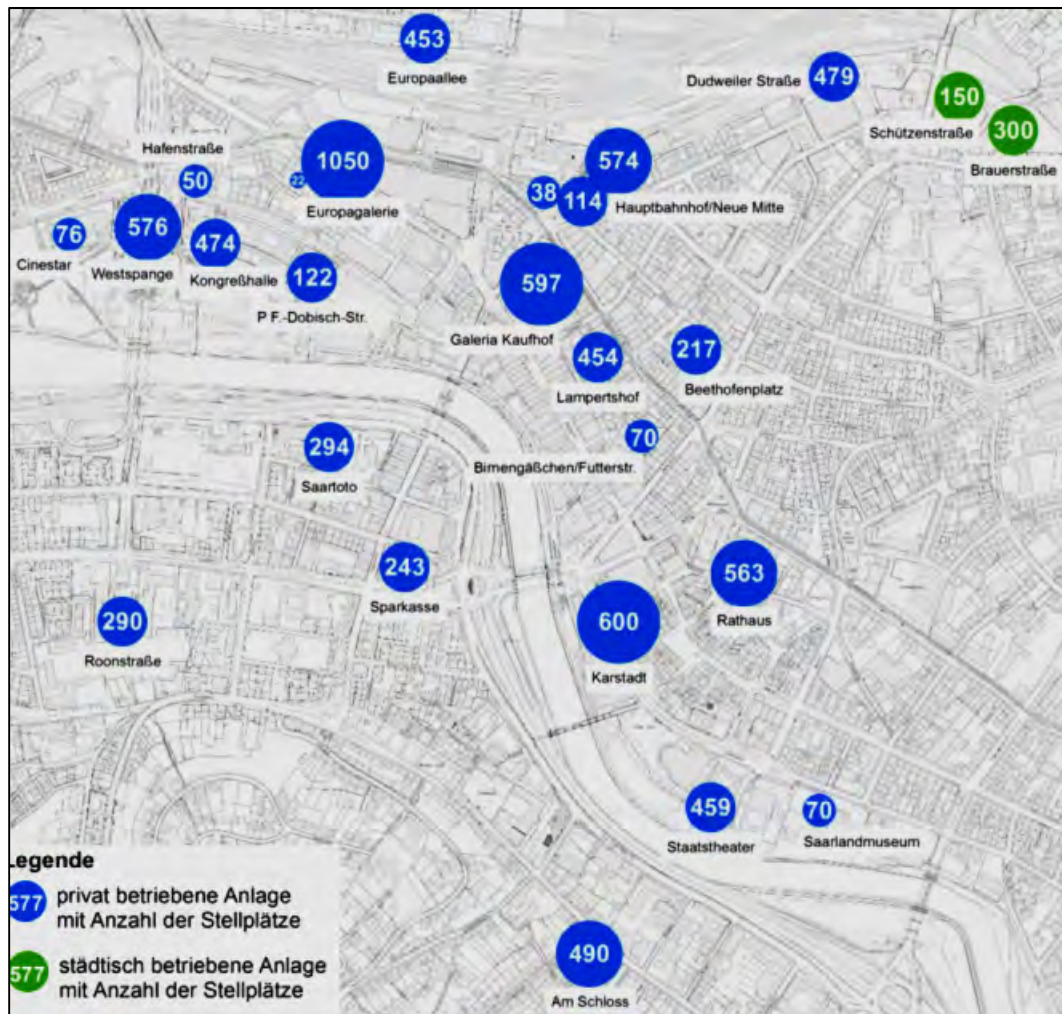 453
Europaallee
Dudweiler Straße
479
150
Schützenstraße
300
Brauerstraße
Hafenstraße
50
1050
22
Europagalerie
574
38
114
Hauptbahnhof/Neue Mitte
76
Cinestar
576
Westspange
474
Kongreßhalle
122
P F.-Dobisch-Str.
597
Galeria Kaufhof
454
Lampertshof
217
Beethofenplatz
70
Birnengäßchen/Futterstr.
294
Saartoto
243
Sparkasse
563
Rathaus
290
Roonstraße
600
Karstadt
459
Staatstheater
70
Saarlandmuseum
Legende
577 privat betriebene Anlage
mit Anzahl der Stellplätze
577 städtisch betriebene Anlage
mit Anzahl der Stellplätze
490
Am Schloss